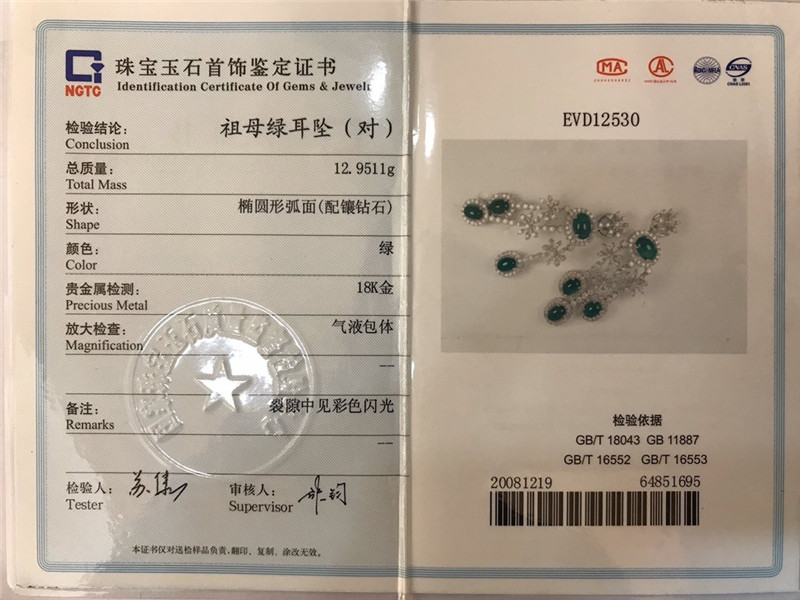 NGTC
珠宝玉石首饰鉴定证书
Identification Certificate Of Gems & Jewelr
检验结论: 祖母绿耳坠（对）
Conclusion
总质量: 12.9511g
Total Mass
形状: 椭圆形弧面(配镶钻石)
Shape
颜色: 绿
Color
贵金属检测: 18K金
Precious Metal
放大检查: 气液包体
Magnification
--
备注: 裂隙中见彩色闪光
Remarks
--
检验人:
Tester
审核人:
Supervisor
本证书仅对送检样品负责,翻印、复制、涂改无效。
MA
AL
CNAS
EVD12530
检验依据
GB/T 18043 GB 11887
GB/T 16552 GB/T 16553
20081219 64851695